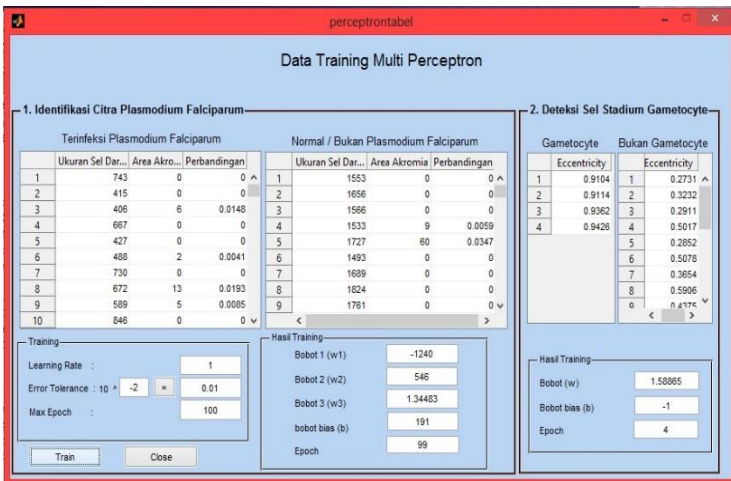 perceptrontabel
Data Training Multi Perceptron
1. Identifikasi Citra Plasmodium Falciparum
Terinfeksi Plasmodium Falciparum
Ukuran Sel Dar... Area Akro... Perbandingan
1 743 0 0
2 415 0 0
3 406 6 0.0148
4 667 0 0
5 427 0 0
6 488 2 0.0041
7 730 0 0
8 672 13 0.0193
9 589 5 0.0085
10 846 0 0
Normal / Bukan Plasmodium Falciparum
Ukuran Sel Dar... Area Akromia Perbandingan
1 1553 0 0
2 1656 0 0
3 1566 0 0
4 1533 9 0.0059
5 1727 60 0.0347
6 1493 0 0
7 1689 0 0
8 1824 0 0
9 1761 0 0
Training
Learning Rate : 1
Error Tolerance : 10 ^ -2 = 0.01
Max Epoch : 100
Train
Close
Hasil Training
Bobot 1 (w1) -1240
Bobot 2 (w2) 546
Bobot 3 (w3) 1.34483
bobot bias (b) 191
Epoch 99
2. Deteksi Sel Stadium Gametocyte
Gametocyte
Eccentricity
1 0.9104
2 0.9114
3 0.9362
4 0.9426
Bukan Gametocyte
Eccentricity
1 0.2731
2 0.3232
3 0.2911
4 0.5017
5 0.2852
6 0.5078
7 0.3654
8 0.5906
9 0.4375
Hasil Training
Bobot (w) 1.58865
Bobot bias (b) -1
Epoch 4